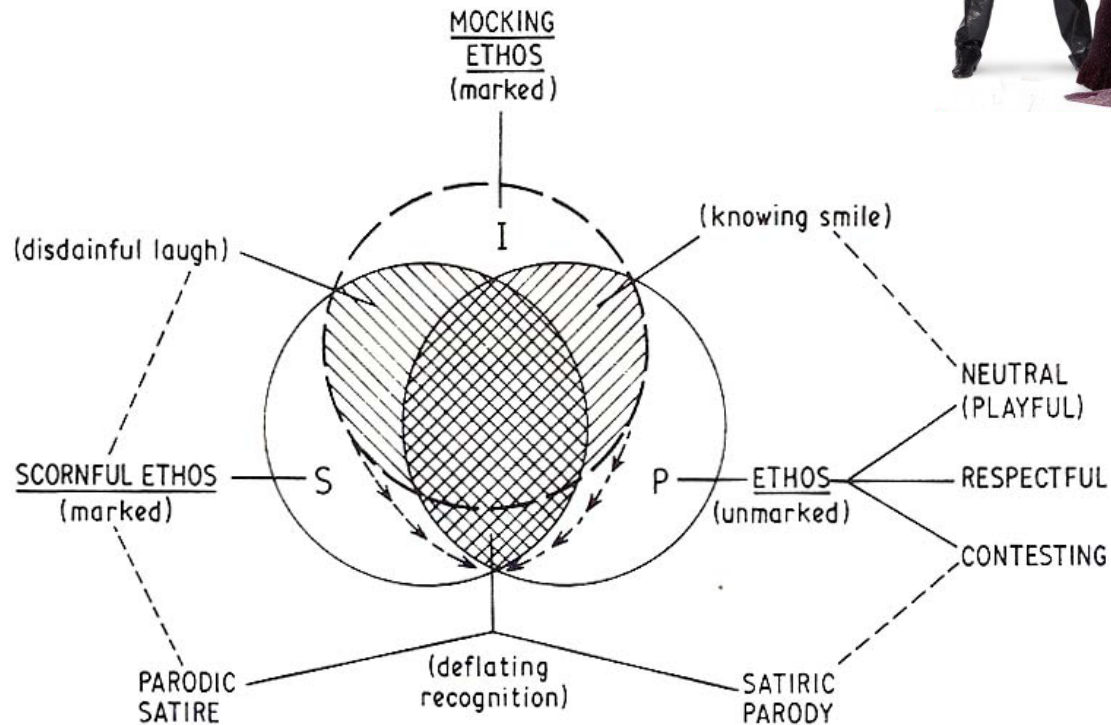 MOCKING
ETHOS
(marked)
(disdainful laugh)
I
(knowing smile)
NEUTRAL
(PLAYFUL)
SCORNFUL ETHOS
(marked)
S
P
ETHOS
(unmarked)
RESPECTFUL
CONTESTING
PARODIC
SATIRE
(deflating
recognition)
SATIRIC
PARODY